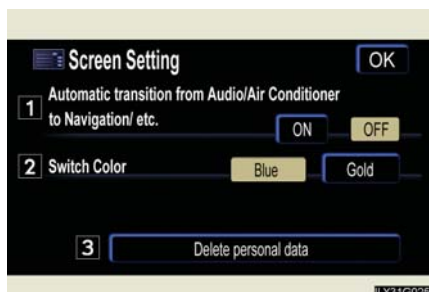 Screen Setting OK
1 Automatic transition from Audio/Air Conditioner
to Navigation/ etc. ON OFF
2 Switch Color Blue Gold
3 Delete personal data